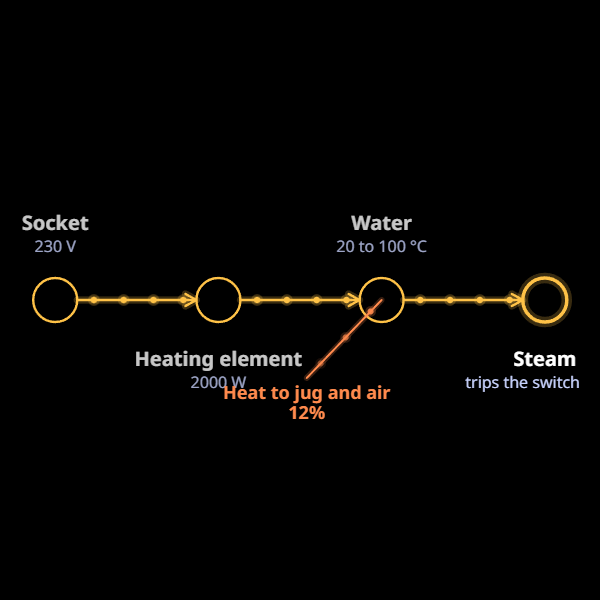 Socket
230 V
Water
20 to 100 °C
Heating element
2000 W
Heat to jug and air
12%
Steam
trips the switch